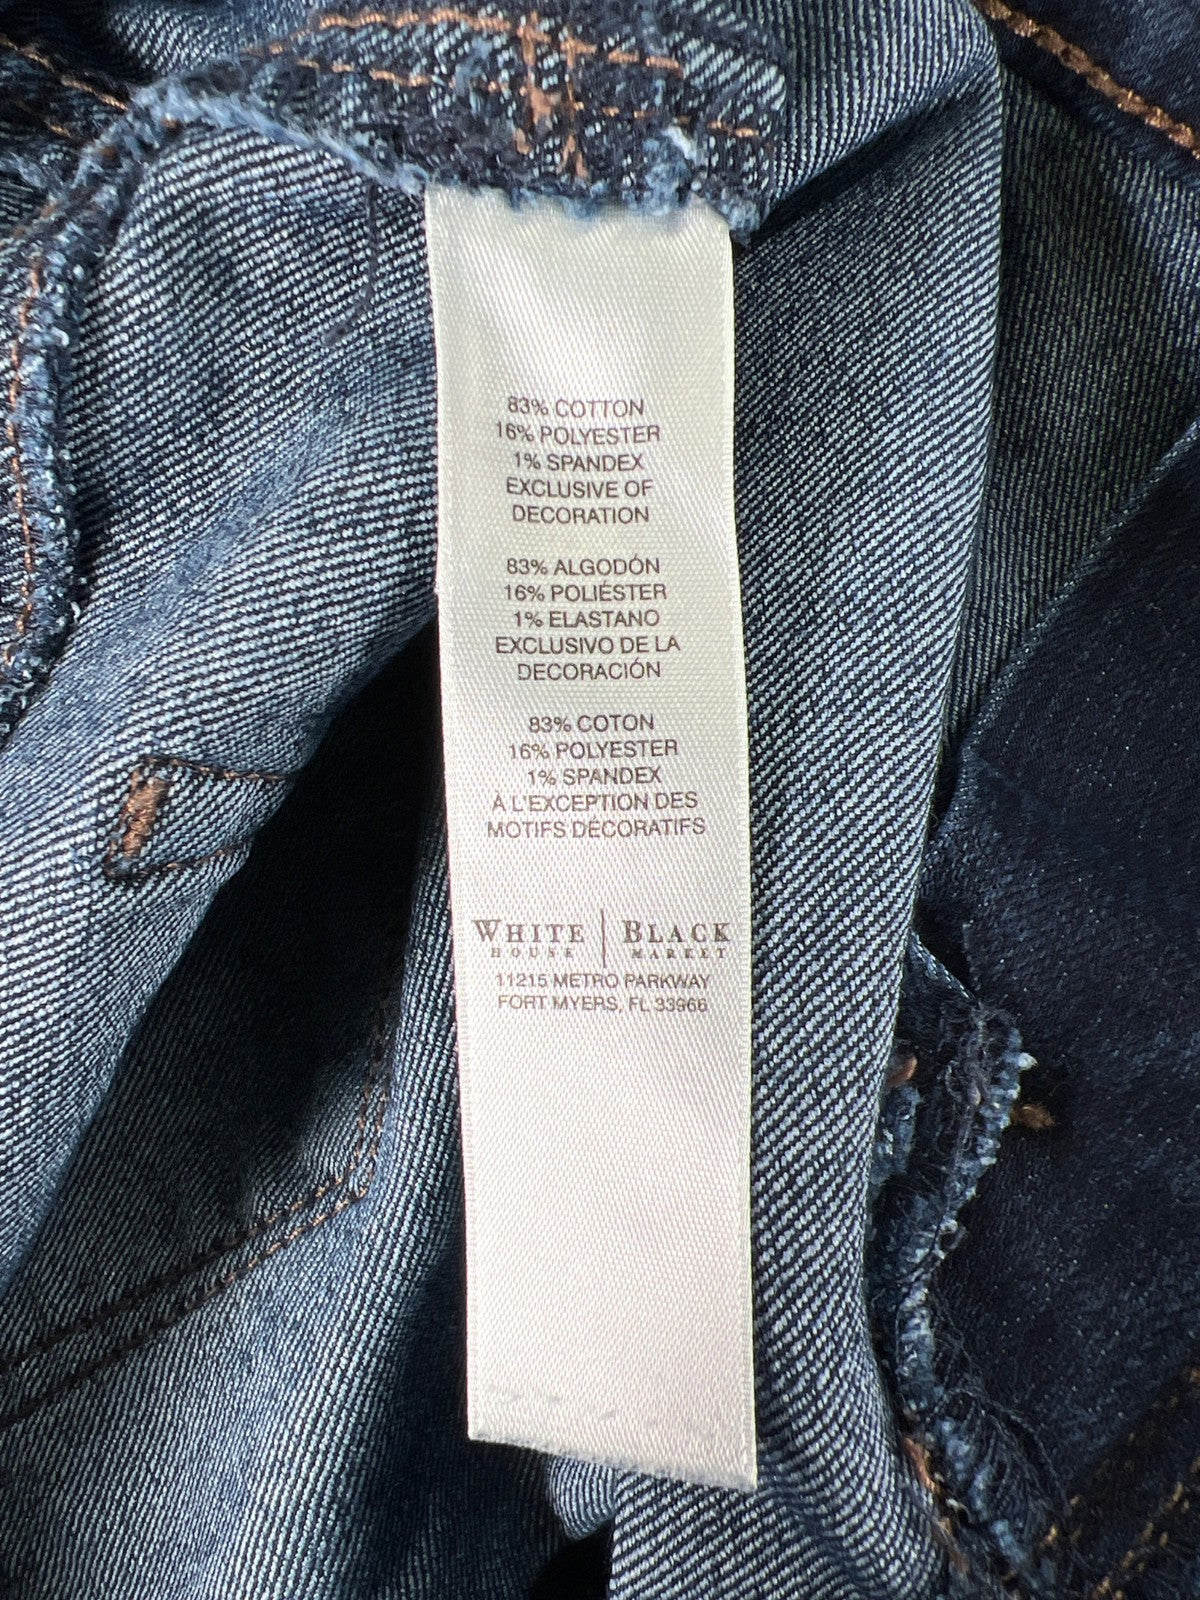 83% COTTON
16% POLYESTER
1% SPANDEX
EXCLUSIVE OF
DECORATION
83% ALGODÓN
16% POLIÉSTER
1% ELASTANO
EXCLUSIVO DE LA
DECORACIÓN
83% COTON
16% POLYESTER
1% SPANDEX
À L'EXCEPTION DES
MOTIFS DÉCORATIFS
WHITE | BLACK
HOUSE MARKET
11215 METRO PARKWAY
FORT MYERS, FL 33966